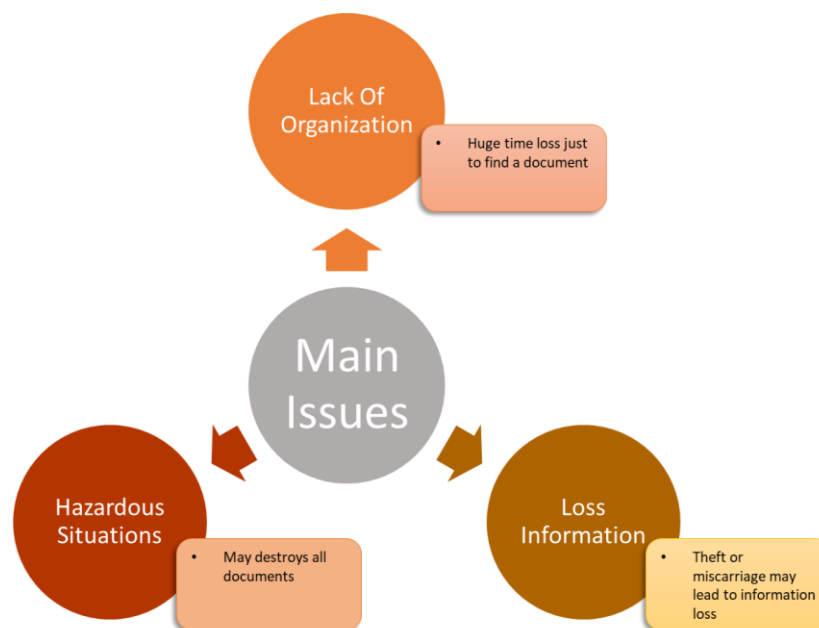 Lack Of
Organization
• Huge time loss just
to find a document
Main
Issues
Hazardous
Situations
• May destroys all
documents
Loss
Information
• Theft or
miscarriage may
lead to information
loss